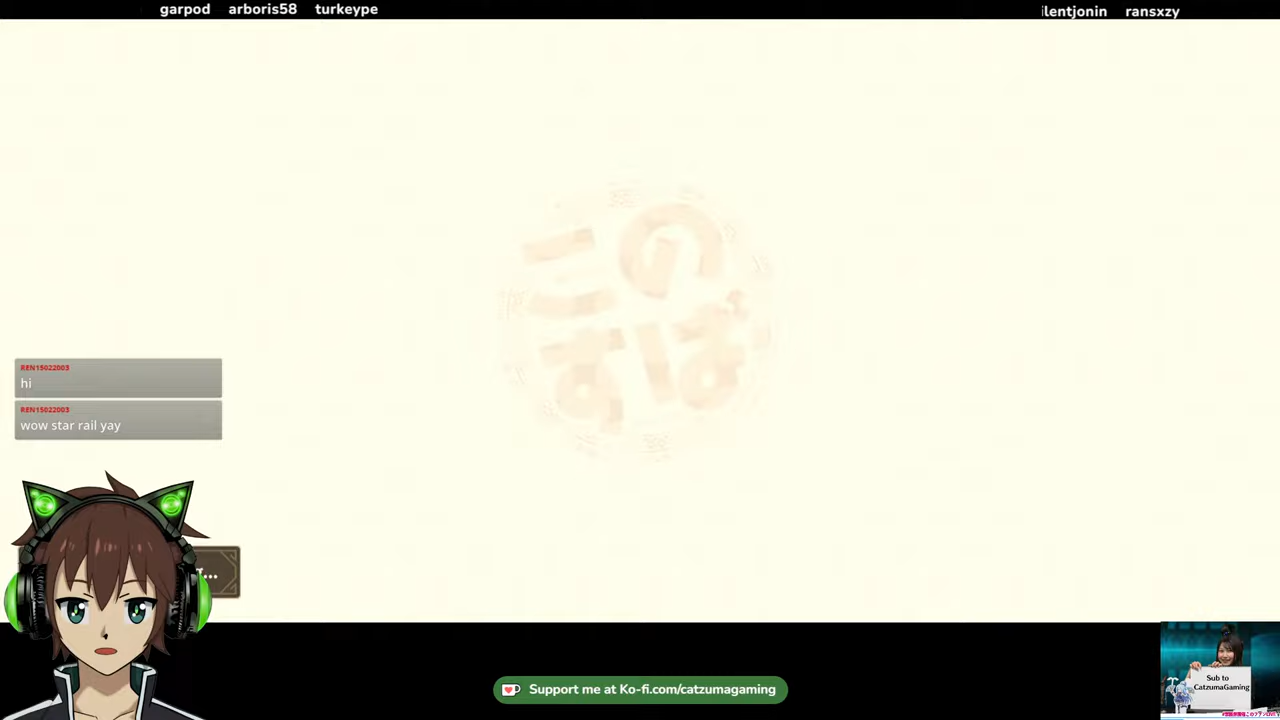 garpod arboris58 turkeype
ilentjonin ransxzy
このすば
REN15022003
hi
REN15022003
wow star rail yay
Support me at Ko-fi.com/catzumagaming
Sub to
CatzumaGaming